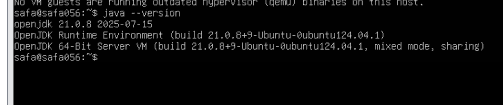 No VM guests are running outdated hypervisor (qemu) binaries on this host.
safa@safa056:~$ java --version
openjdk 21.0.8 2025-07-15
OpenJDK Runtime Environment (build 21.0.8+9-Ubuntu-0ubuntu124.04.1)
OpenJDK 64-Bit Server VM (build 21.0.8+9-Ubuntu-0ubuntu124.04.1, mixed mode, sharing)
safa@safa056:~$